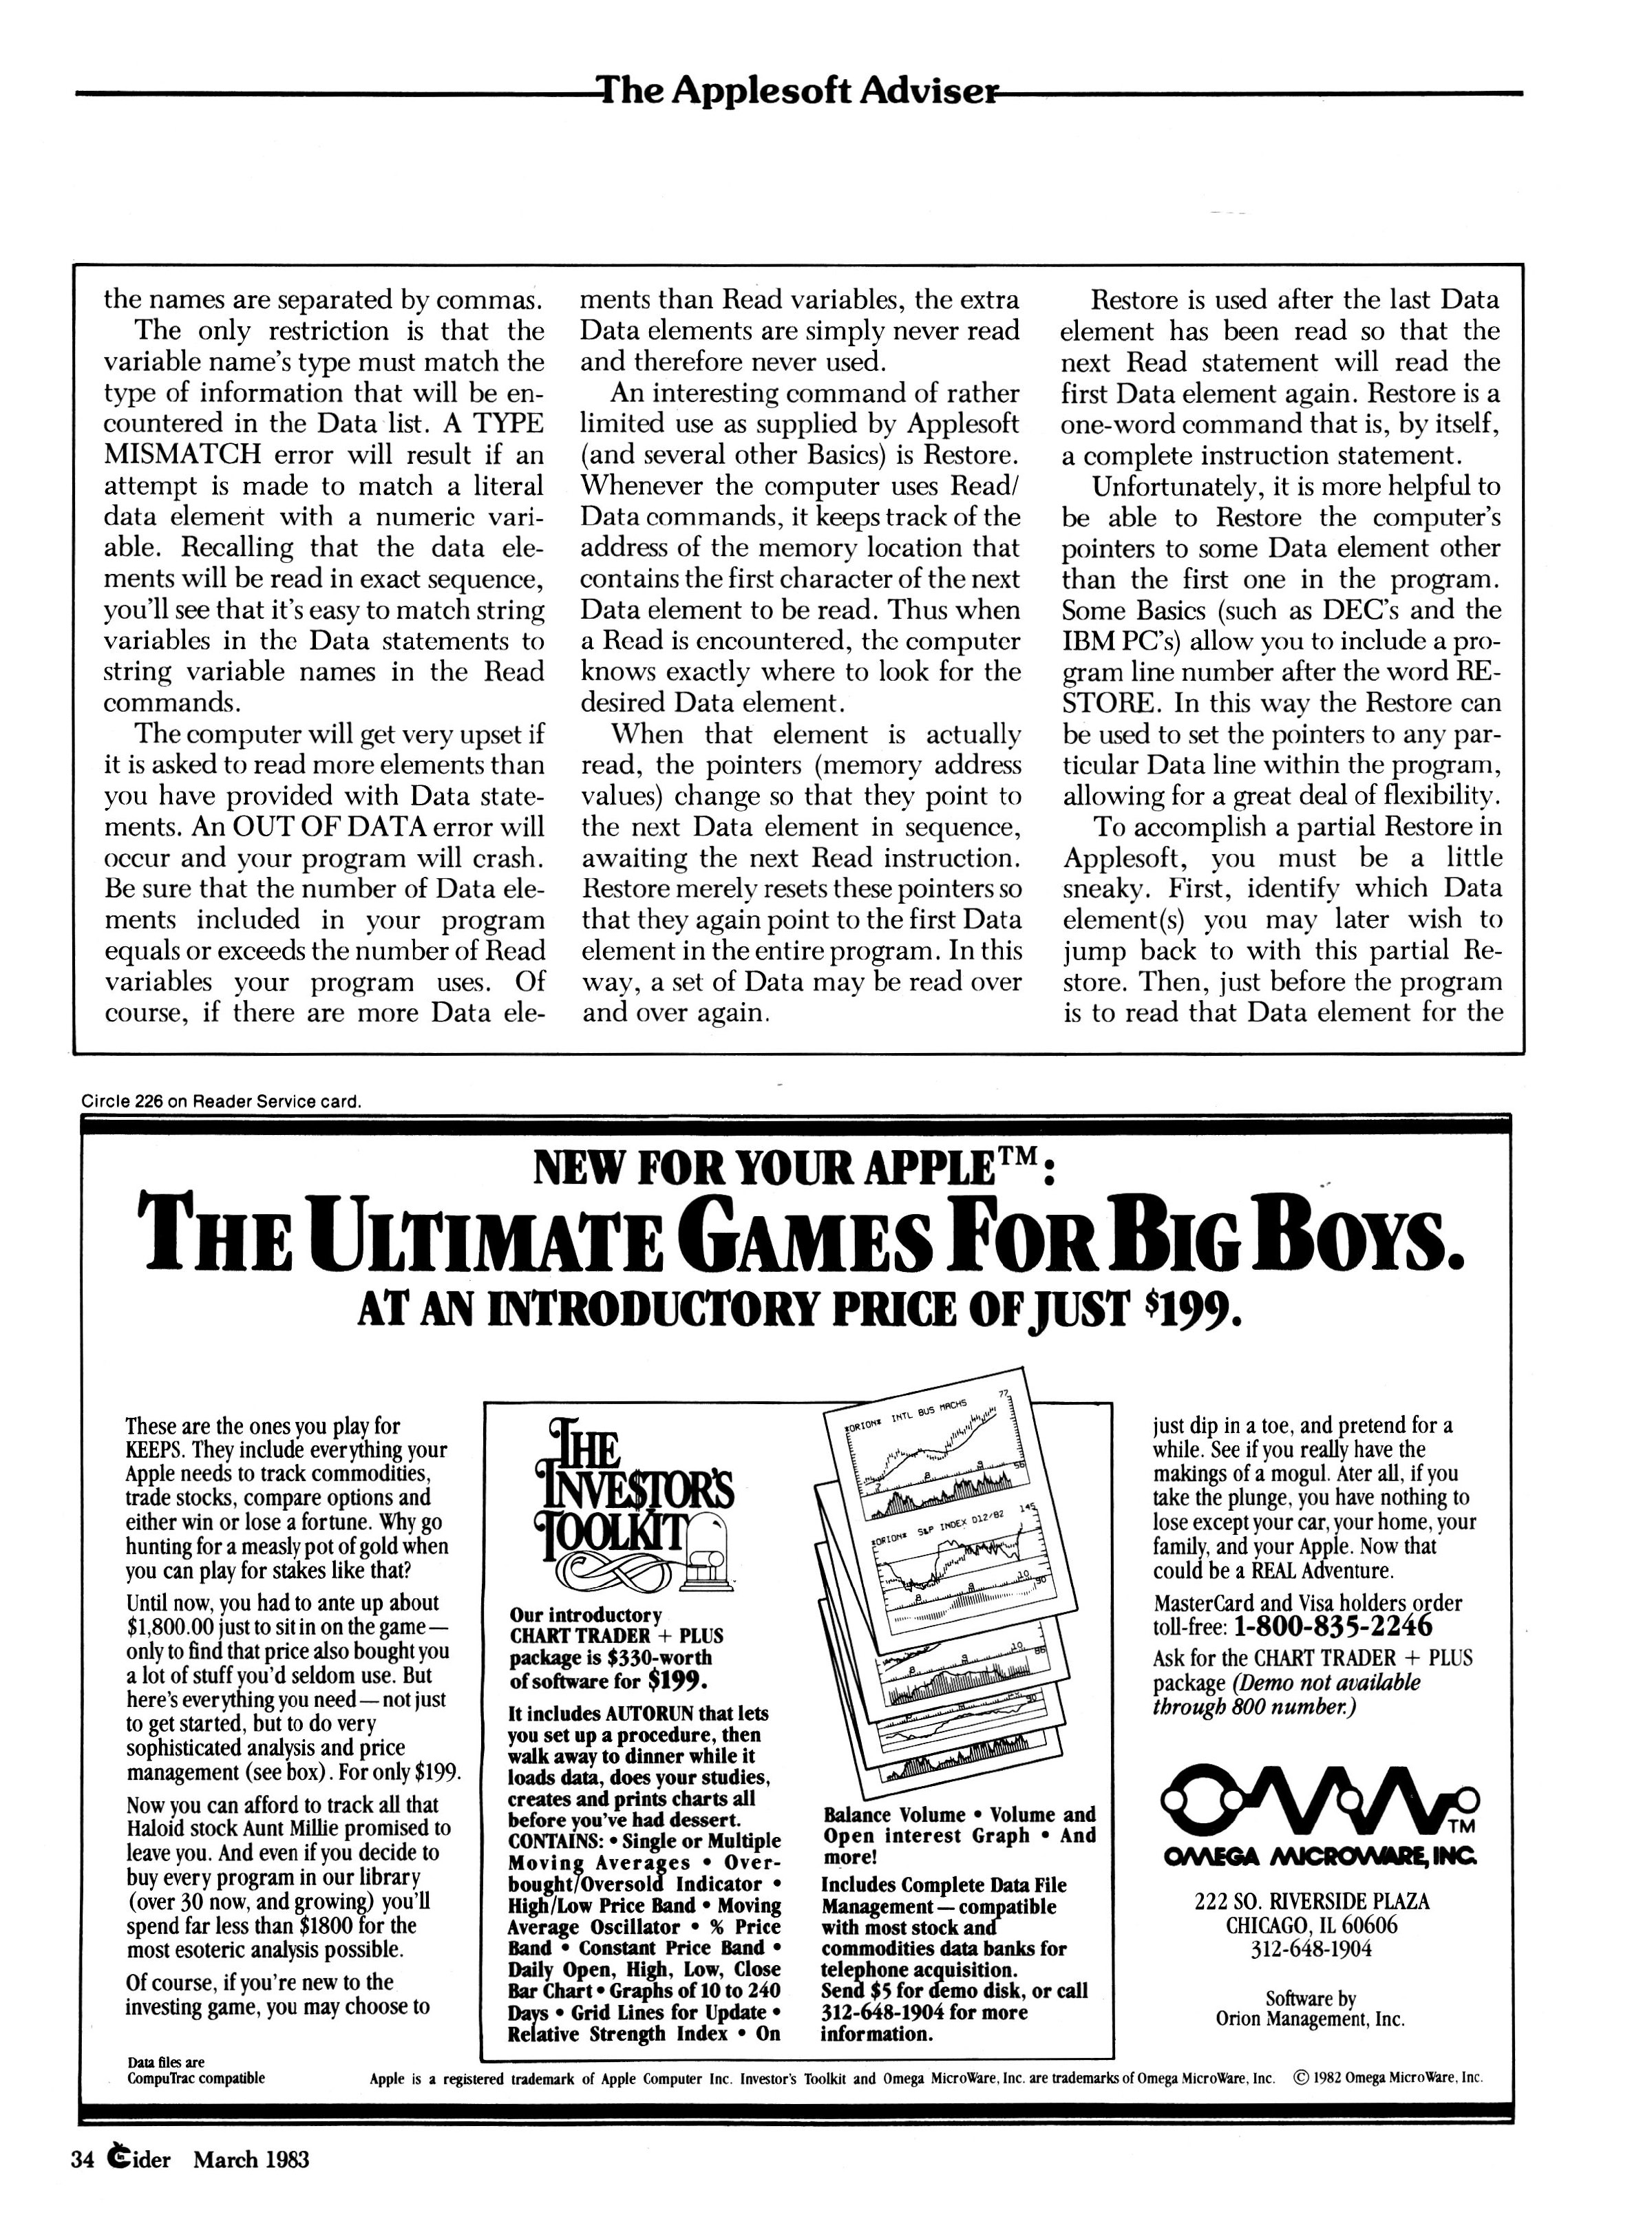 The Applesoft Adviser
the names are separated by commas.
The only restriction is that the
variable name's type must match the
type of information that will be en-
countered in the Data list. A TYPE
MISMATCH error will result if an
attempt is made to match a literal
data element with a numeric vari-
able. Recalling that the data ele-
ments will be read in exact sequence,
you'll see that it's easy to match string
variables in the Data statements to
string variable names in the Read
commands.
The computer will get very upset if
it is asked to read more elements than
you have provided with Data state-
ments. An OUT OF DATA error will
occur and your program will crash.
Be sure that the number of Data ele-
ments included in your program
equals or exceeds the number of Read
variables your program uses. Of
course, if there are more Data ele-
ments than Read variables, the extra
Data elements are simply never read
and therefore never used.
An interesting command of rather
limited use as supplied by Applesoft
(and several other Basics) is Restore.
Whenever the computer uses Read/
Data commands, it keeps track of the
address of the memory location that
contains the first character of the next
Data element to be read. Thus when
a Read is encountered, the computer
knows exactly where to look for the
desired Data element.
When that element is actually
read, the pointers (memory address
values) change so that they point to
the next Data element in sequence,
awaiting the next Read instruction.
Restore merely resets these pointers so
that they again point to the first Data
element in the entire program. In this
way, a set of Data may be read over
and over again.
Restore is used after the last Data
element has been read so that the
next Read statement will read the
first Data element again. Restore is a
one-word command that is, by itself,
a complete instruction statement.
Unfortunately, it is more helpful to
be able to Restore the computer's
pointers to some Data element other
than the first one in the program.
Some Basics (such as DEC's and the
IBM PC's) allow you to include a pro-
gram line number after the word RE-
STORE. In this way the Restore can
be used to set the pointers to any par-
ticular Data line within the program,
allowing for a great deal of flexibility.
To accomplish a partial Restore in
Applesoft, you must be a little
sneaky. First, identify which Data
element(s) you may later wish to
jump back to with this partial Re-
store. Then, just before the program
is to read that Data element for the
Circle 226 on Reader Service card.
NEW FOR YOUR APPLE™:
THE ULTIMATE GAMES FOR BIG BOYS.
AT AN INTRODUCTORY PRICE OF JUST $199.
These are the ones you play for
KEEPS. They include everything your
Apple needs to track commodities,
trade stocks, compare options and
either win or lose a fortune. Why go
hunting for a measly pot of gold when
you can play for stakes like that?
Until now, you had to ante up about
$1,800.00 just to sit in on the game—
only to find that price also bought you
a lot of stuff you'd seldom use. But
here's everything you need—not just
to get started, but to do very
sophisticated analysis and price
management (see box). For only $199.
Now you can afford to track all that
Haloid stock Aunt Millie promised to
leave you. And even if you decide to
buy every program in our library
(over 30 now, and growing) you'll
spend far less than $1800 for the
most esoteric analysis possible.
Of course, if you're new to the
investing game, you may choose to
THE
INVE$TOR'S
TOOLKIT
Our introductory
CHART TRADER + PLUS
package is $330-worth
of software for $199.
It includes AUTORUN that lets
you set up a procedure, then
walk away to dinner while it
loads data, does your studies,
creates and prints charts all
before you've had dessert.
CONTAINS: • Single or Multiple
Moving Averages • Over-
bought/Oversold Indicator •
High/Low Price Band • Moving
Average Oscillator • % Price
Band • Constant Price Band •
Daily Open, High, Low, Close
Bar Chart • Graphs of 10 to 240
Days • Grid Lines for Update •
Relative Strength Index • On
*ORION* INTL BUS MACHS 77
8 9 56
*ORION* S&P INDEX D12/82 145
8 9 10 90
8 9 10 86
90
Balance Volume • Volume and
Open interest Graph • And
more!
Includes Complete Data File
Management—compatible
with most stock and
commodities data banks for
telephone acquisition.
Send $5 for demo disk, or call
312-648-1904 for more
information.
just dip in a toe, and pretend for a
while. See if you really have the
makings of a mogul. Ater all, if you
take the plunge, you have nothing to
lose except your car, your home, your
family, and your Apple. Now that
could be a REAL Adventure.
MasterCard and Visa holders order
toll-free: 1-800-835-2246
Ask for the CHART TRADER + PLUS
package (Demo not available
through 800 number.)
TM
OMEGA MICROWARE, INC.
222 SO. RIVERSIDE PLAZA
CHICAGO, IL 60606
312-648-1904
Software by
Orion Management, Inc.
Data files are
CompuTrac compatible
Apple is a registered trademark of Apple Computer Inc. Investor's Toolkit and Omega MicroWare, Inc. are trademarks of Omega MicroWare, Inc. © 1982 Omega MicroWare, Inc.
34 inCider March 1983